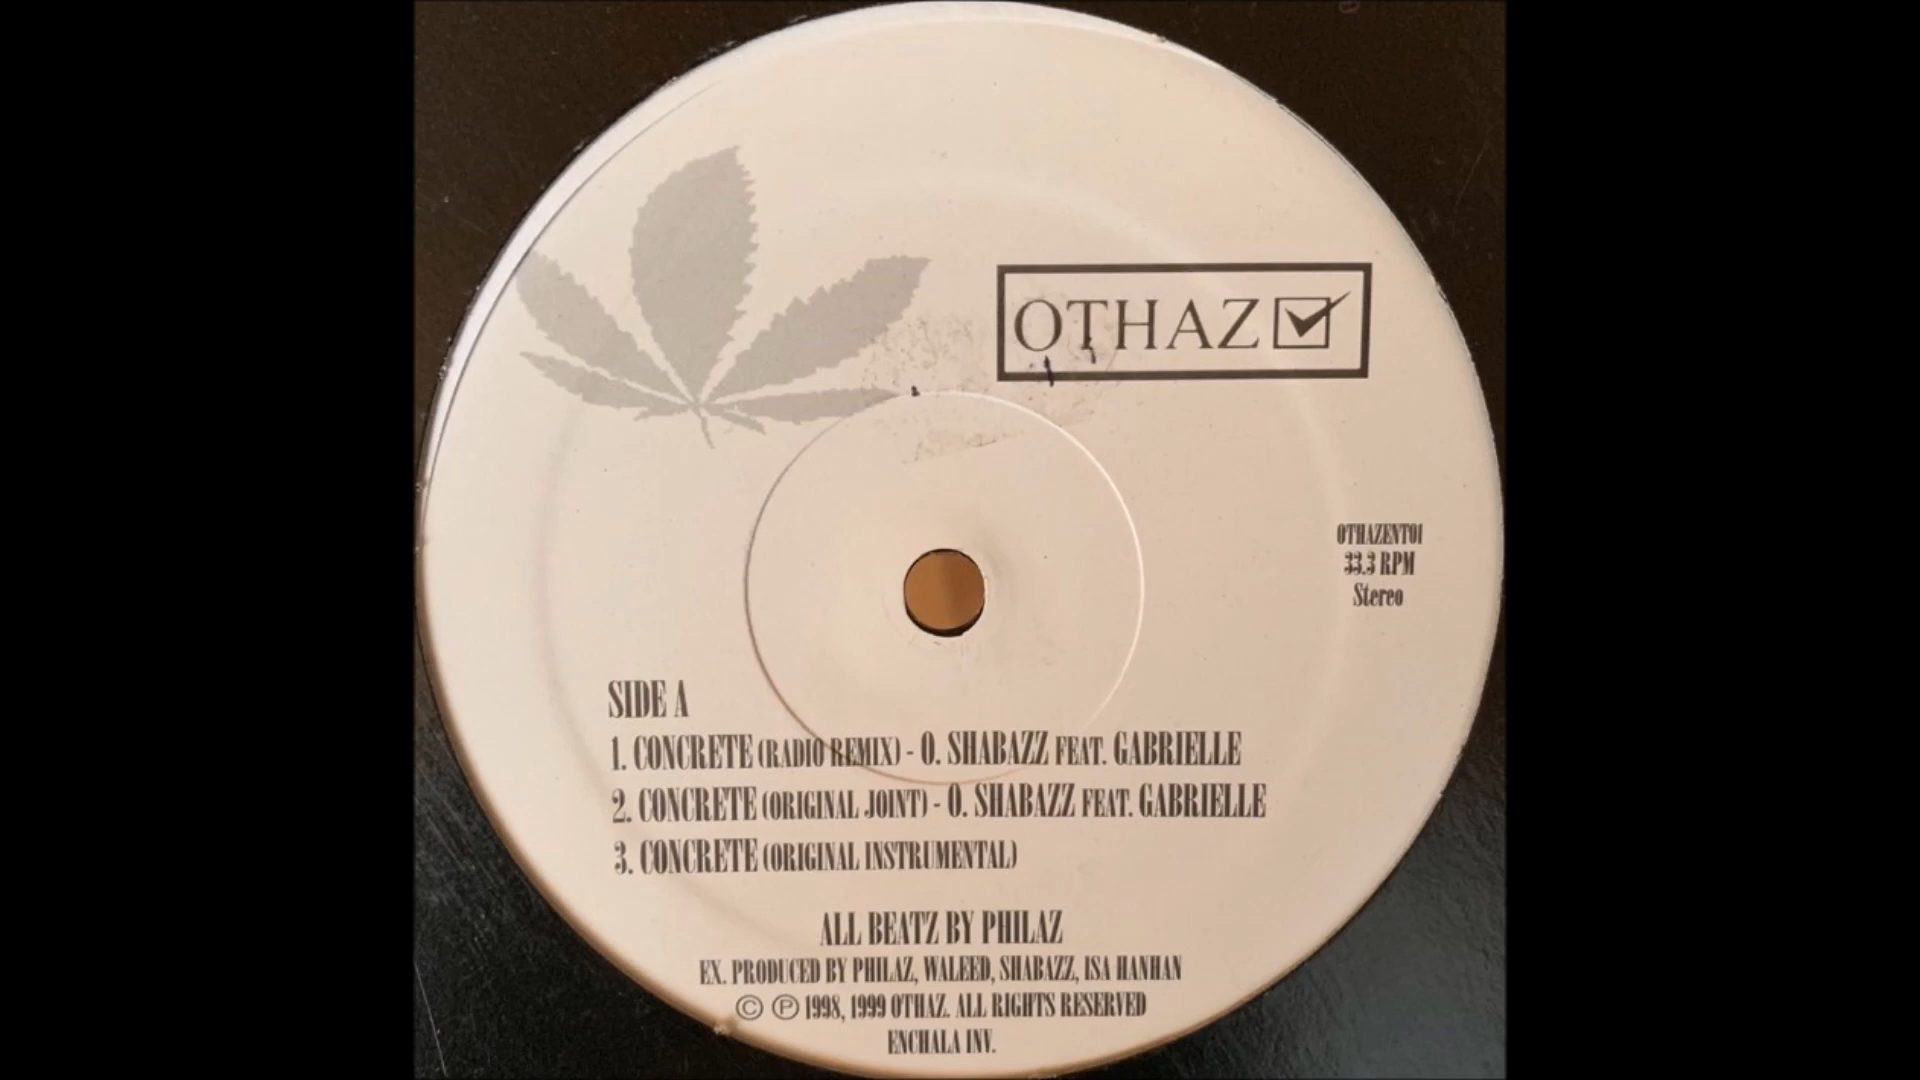 OTHAZ
OTHAZENT01
33.3 RPM
Stereo
SIDE A
1. CONCRETE (RADIO REMIX) - O. SHABAZZ FEAT. GABRIELLE
2. CONCRETE (ORIGINAL JOINT) - O. SHABAZZ FEAT. GABRIELLE
3. CONCRETE (ORIGINAL INSTRUMENTAL)
ALL BEATZ BY PHILAZ
EX. PRODUCED BY PHILAZ, WALEED, SHABAZZ, ISA HANHAN
© ℗ 1998, 1999 OTHAZ. ALL RIGHTS RESERVED
ENCHALA INV.